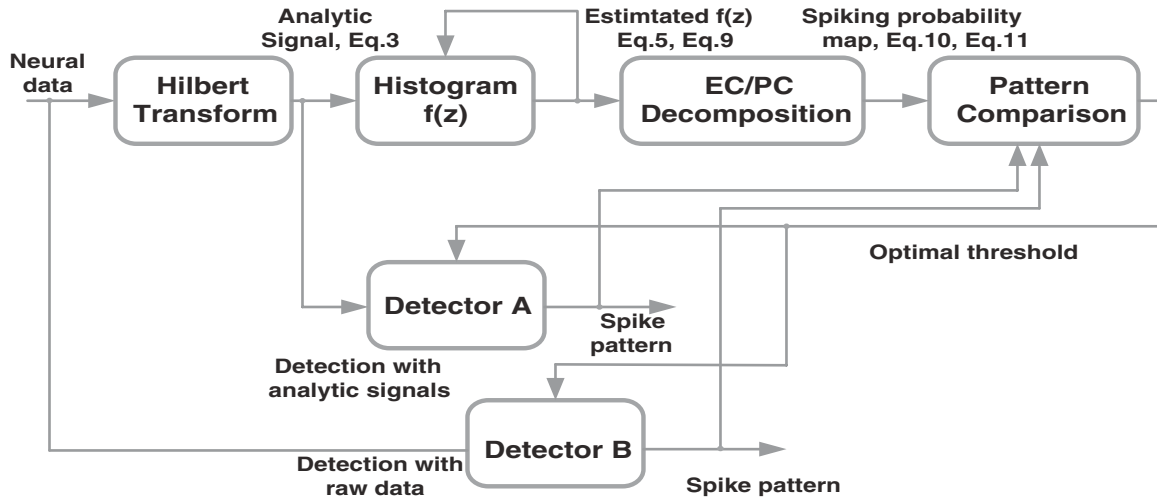 Analytic
Signal, Eq.3
Estimtated f(z)
Eq.5, Eq.9
Spiking probability
map, Eq.10, Eq.11
Neural
data
Hilbert
Transform
Histogram
f(z)
EC/PC
Decomposition
Pattern
Comparison
Optimal threshold
Detector A
Spike
pattern
Detection with
analytic signals
Detector B
Detection with
raw data
Spike pattern